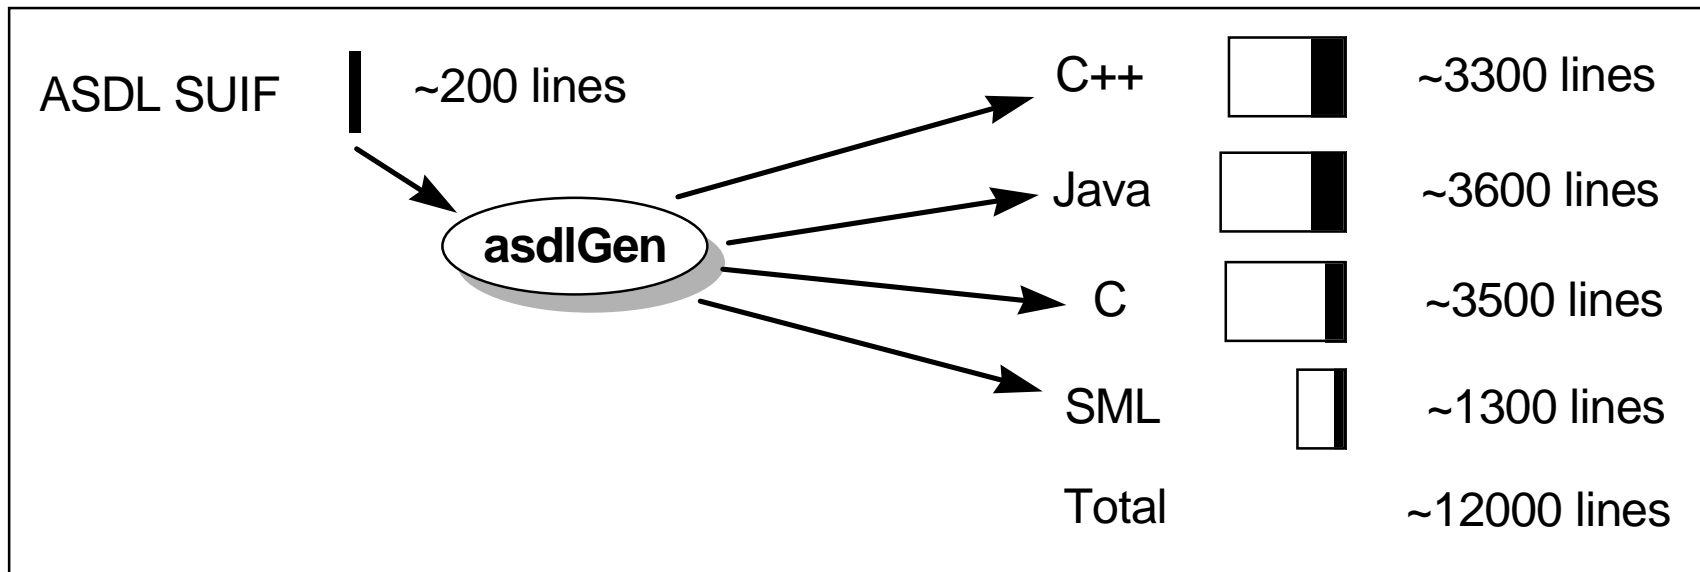 ASDL SUIF ~200 lines
asdlGen
C++ ~3300 lines
Java ~3600 lines
C ~3500 lines
SML ~1300 lines
Total ~12000 lines